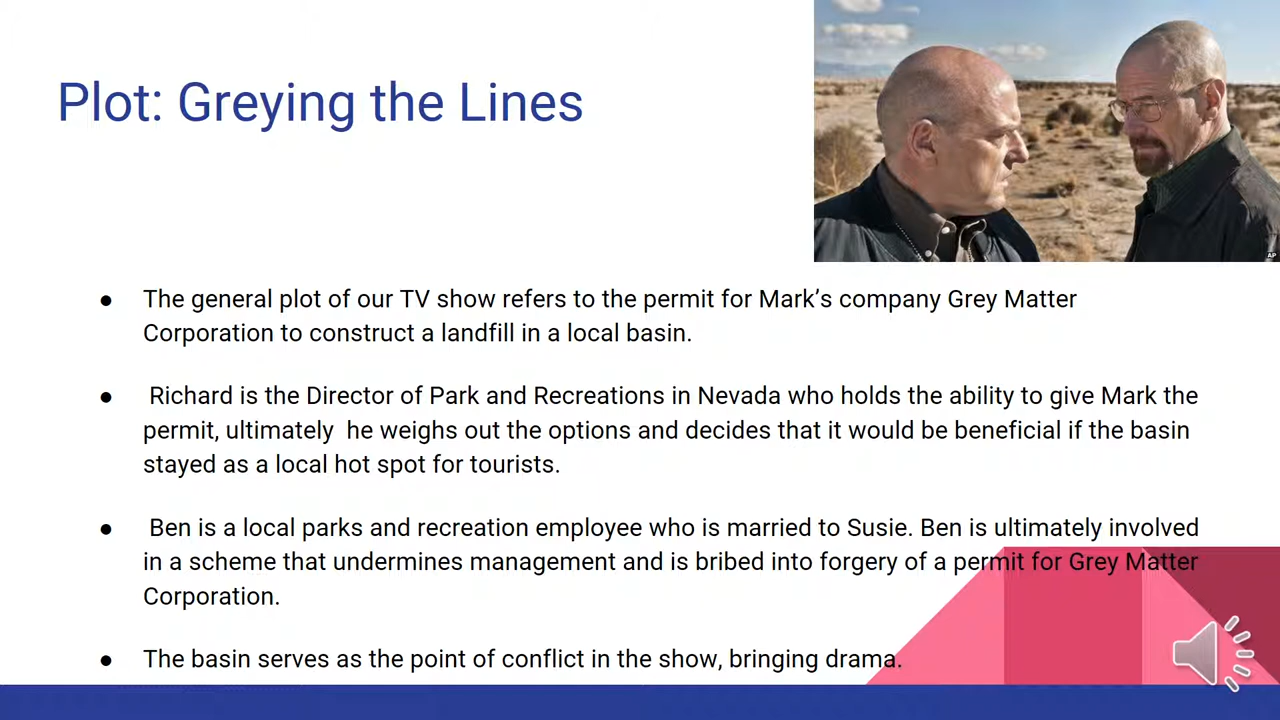 Plot: Greying the Lines
AP
● The general plot of our TV show refers to the permit for Mark’s company Grey Matter
Corporation to construct a landfill in a local basin.
● Richard is the Director of Park and Recreations in Nevada who holds the ability to give Mark the
permit, ultimately  he weighs out the options and decides that it would be beneficial if the basin
stayed as a local hot spot for tourists.
● Ben is a local parks and recreation employee who is married to Susie. Ben is ultimately involved
in a scheme that undermines management and is bribed into forgery of a permit for Grey Matter
Corporation.
● The basin serves as the point of conflict in the show, bringing drama.